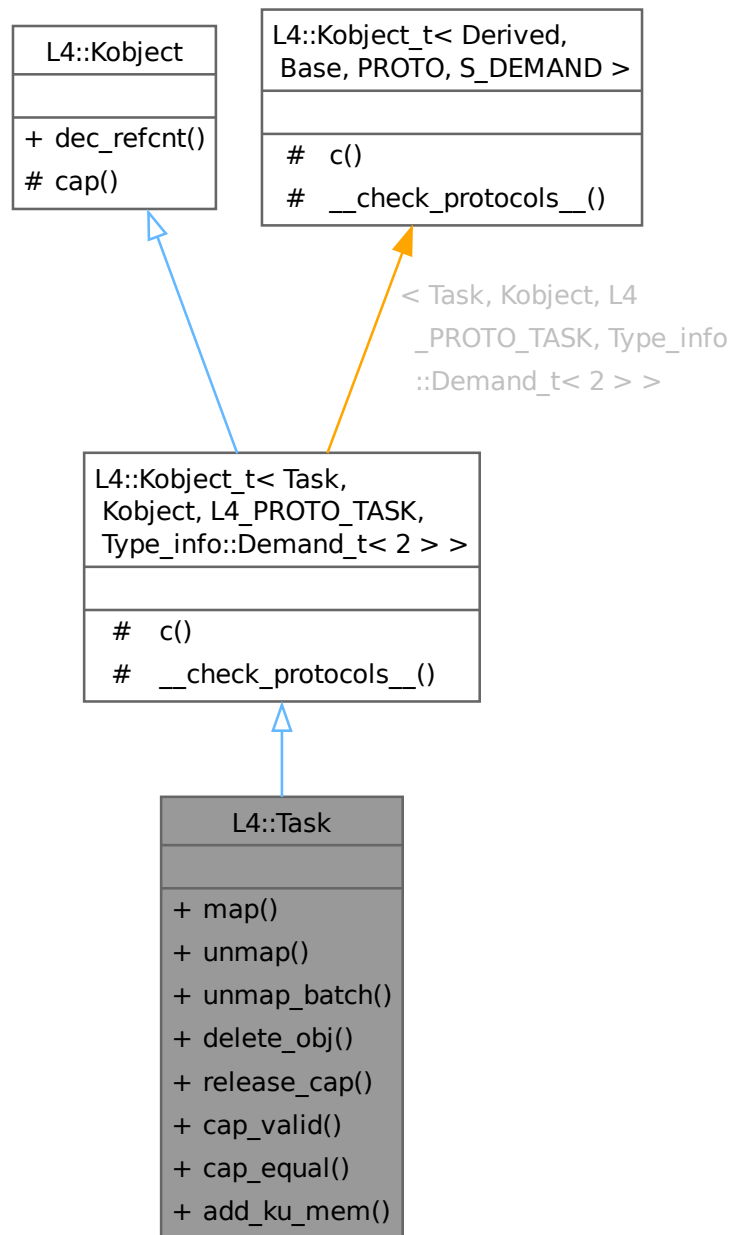 L4::Kobject
+ dec_refcnt()
# cap()
L4::Kobject_t< Derived,
Base, PROTO, S_DEMAND >
# c()
# __check_protocols__()
< Task, Kobject, L4
_PROTO_TASK, Type_info
::Demand_t< 2 > >
L4::Kobject_t< Task,
Kobject, L4_PROTO_TASK,
Type_info::Demand_t< 2 > >
# c()
# __check_protocols__()
L4::Task
+ map()
+ unmap()
+ unmap_batch()
+ delete_obj()
+ release_cap()
+ cap_valid()
+ cap_equal()
+ add_ku_mem()